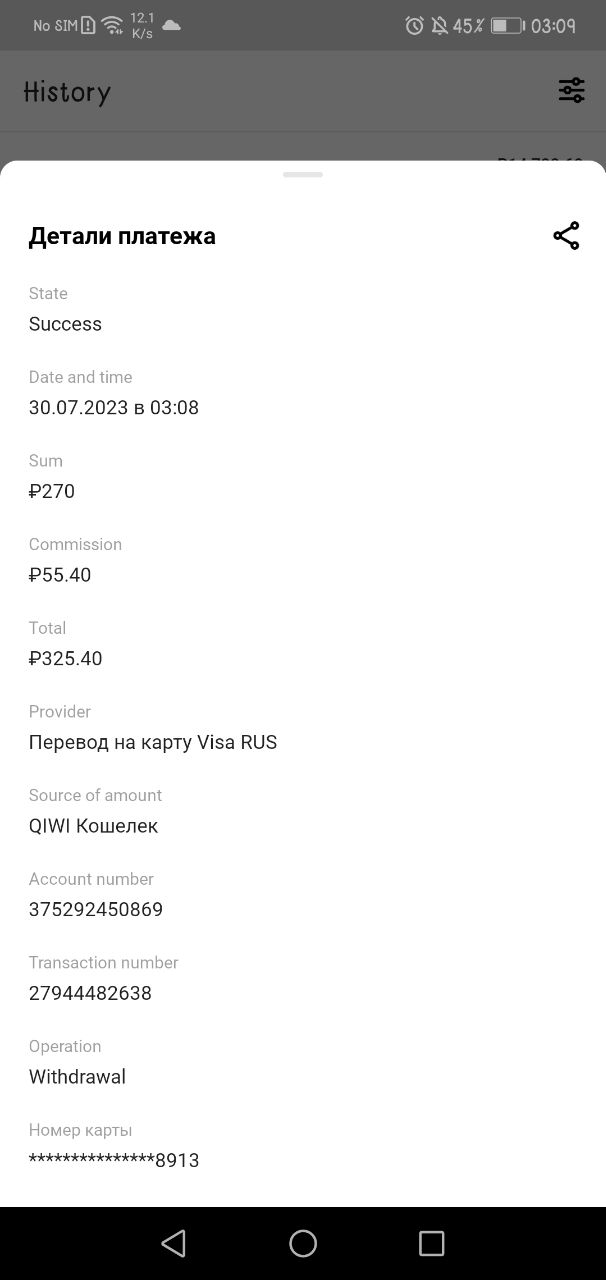 No SIM 12.1 K/s 45% 03:09
History
Детали платежа
State
Success
Date and time
30.07.2023 в 03:08
Sum
₽270
Commission
₽55.40
Total
₽325.40
Provider
Перевод на карту Visa RUS
Source of amount
QIWI Кошелек
Account number
375292450869
Transaction number
27944482638
Operation
Withdrawal
Номер карты
***************8913